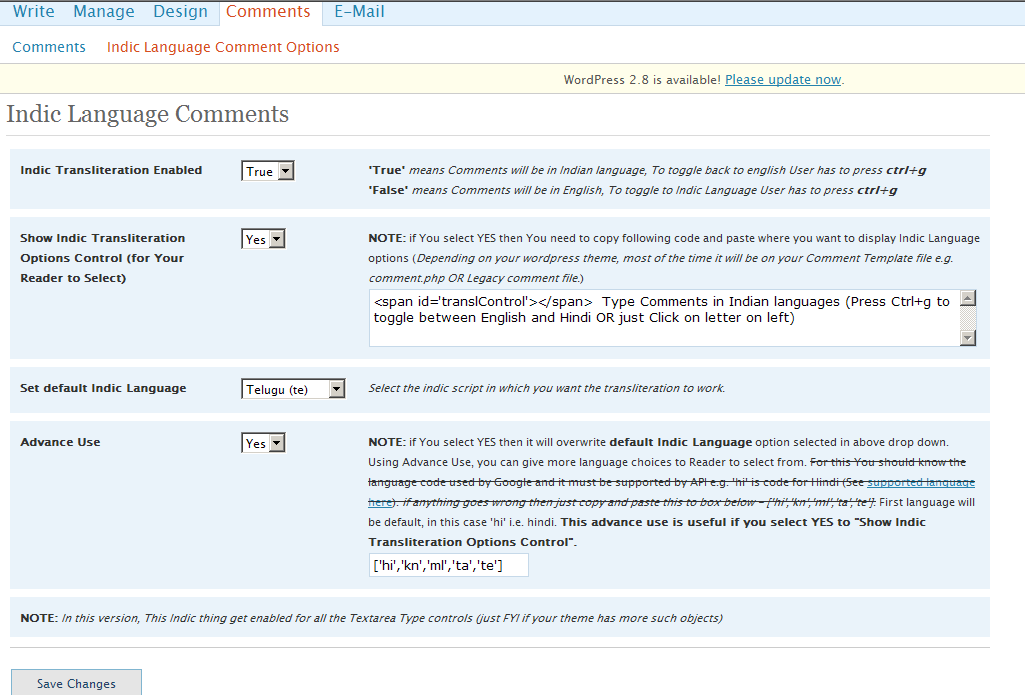 Write Manage Design Comments E-Mail
Comments Indic Language Comment Options
WordPress 2.8 is available! Please update now.
Indic Language Comments
Indic Transliteration Enabled
True
'True' means Comments will be in Indian language, To toggle back to english User has to press ctrl+g
'False' means Comments will be in English, To toggle to Indic Language User has to press ctrl+g
Show Indic Transliteration
Options Control (for Your
Reader to Select)
Yes
NOTE: if You select YES then You need to copy following code and paste where you want to display Indic Language
options (Depending on your wordpress theme, most of the time it will be on your Comment Template file e.g.
comment.php OR Legacy comment file.)
<span id='translControl'></span>  Type Comments in Indian languages (Press Ctrl+g to
toggle between English and Hindi OR just Click on letter on left)
Set default Indic Language
Telugu (te)
Select the indic script in which you want the transliteration to work.
Advance Use
Yes
NOTE: if You select YES then it will overwrite default Indic Language option selected in above drop down.
Using Advance Use, you can give more language choices to Reader to select from. For this You should know the
language code used by Google and it must be supported by API e.g. 'hi' is code for Hindi (See supported language
here). if anything goes wrong then just copy and paste this to box below - ['hi','kn','ml','ta','te']. First language will
be default, in this case 'hi' i.e. hindi. This advance use is useful if you select YES to "Show Indic
Transliteration Options Control".
['hi','kn','ml','ta','te']
NOTE: In this version, This Indic thing get enabled for all the Textarea Type controls (just FYI if your theme has more such objects)
Save Changes